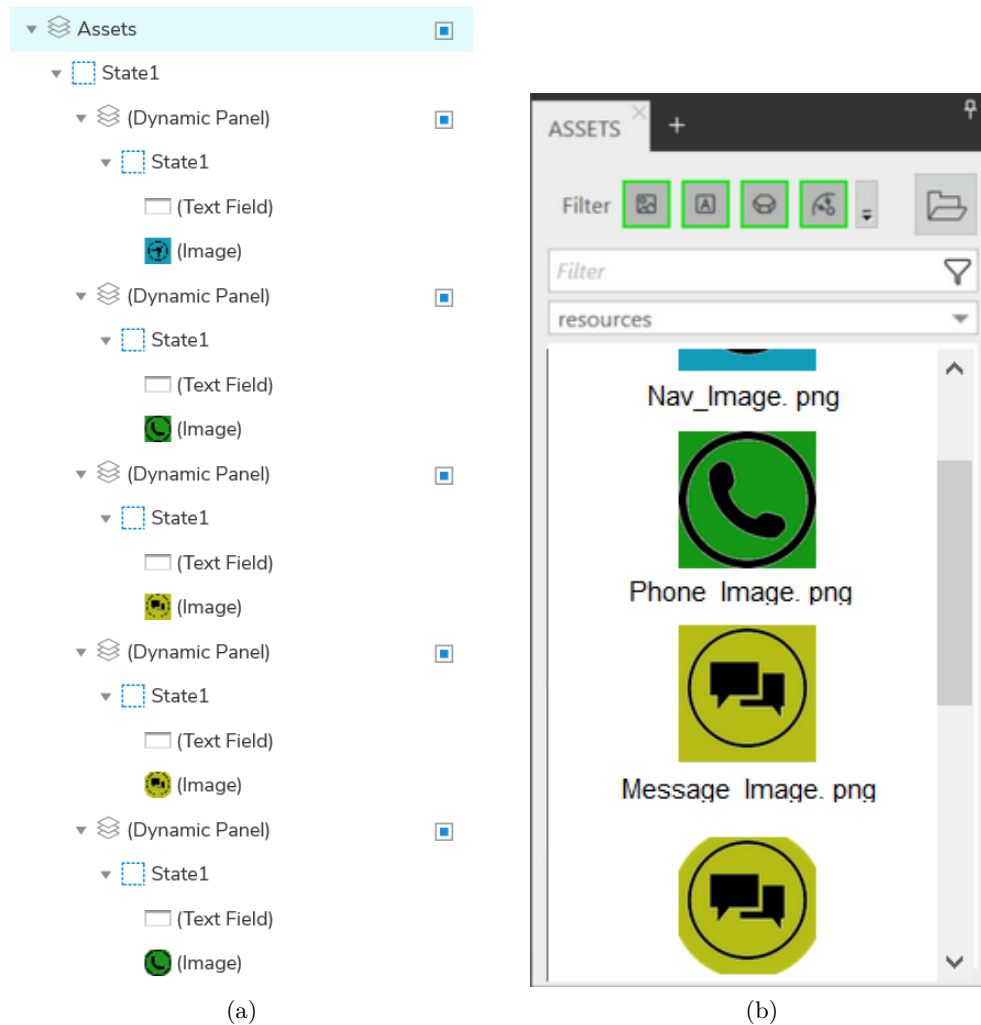 Assets
State1
(Dynamic Panel)
State1
(Text Field)
(Image)
(Dynamic Panel)
State1
(Text Field)
(Image)
(Dynamic Panel)
State1
(Text Field)
(Image)
(Dynamic Panel)
State1
(Text Field)
(Image)
(Dynamic Panel)
State1
(Text Field)
(Image)
(a)
ASSETS +
Filter A
Filter
resources
Nav_Image. png
Phone_Image. png
Message_Image. png
(b)